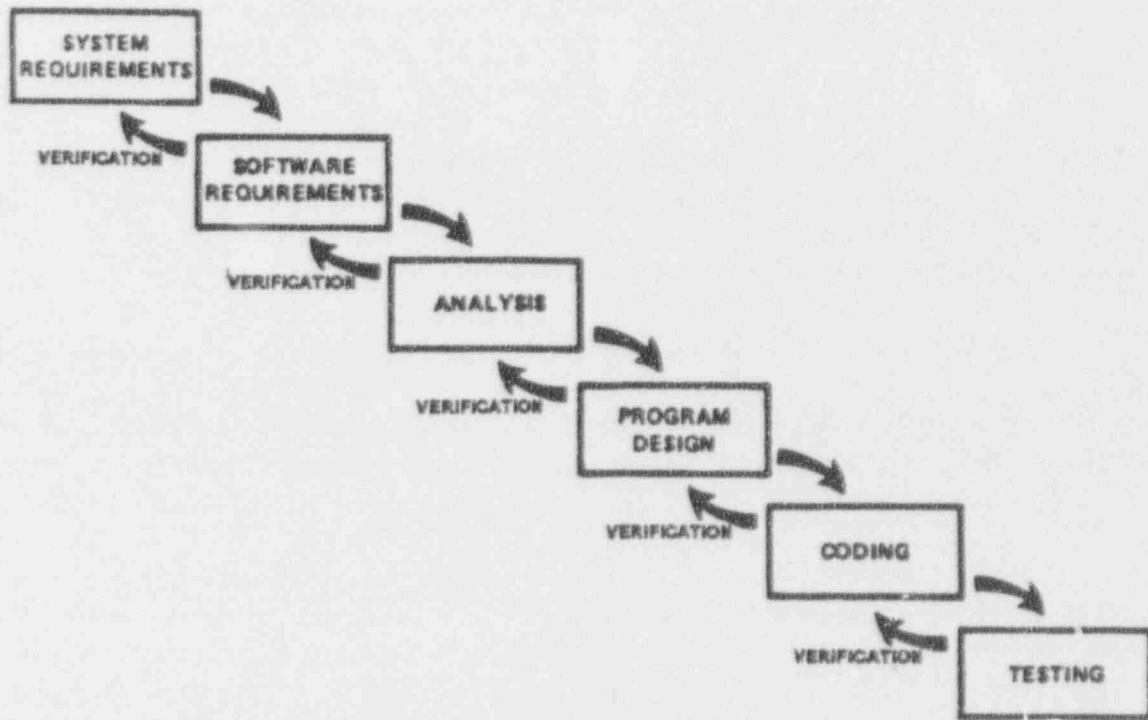 SYSTEM
REQUIREMENTS
VERIFICATION
SOFTWARE
REQUIREMENTS
VERIFICATION
ANALYSIS
VERIFICATION
PROGRAM
DESIGN
VERIFICATION
CODING
VERIFICATION
TESTING